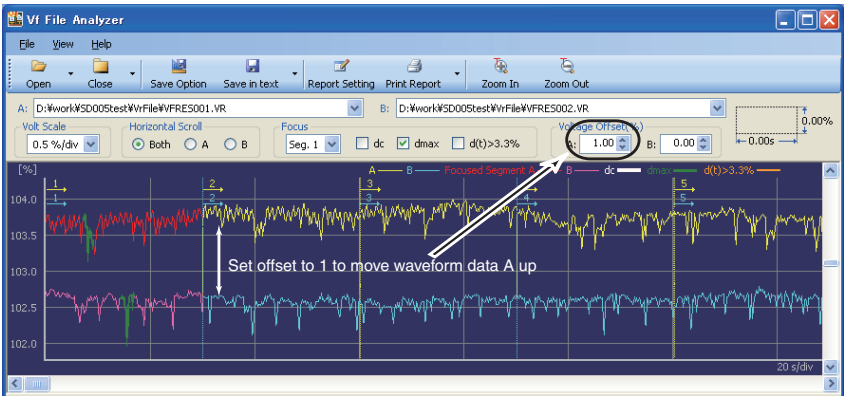 Vf File Analyzer
File View Help
Open Close Save Option Save in text Report Setting Print Report Zoom In Zoom Out
A: D:¥work¥SD005test¥VrFile¥VFRES001.VR B: D:¥work¥SD005test¥VrFile¥VFRES002.VR
0.00%
Volt Scale Horizontal Scroll Focus Voltage Offset(%)
0.5 %/div Both A B Seg. 1 dc dmax d(t)>3.3% A: 1.00 B: 0.00 0.00s
[%] A B Focused Segment A B dc dmax d(t)>3.3%
1 2 3 5
1 2 3 4 5
104.0
103.5
103.0
Set offset to 1 to move waveform data A up
102.5
102.0
20 s/div